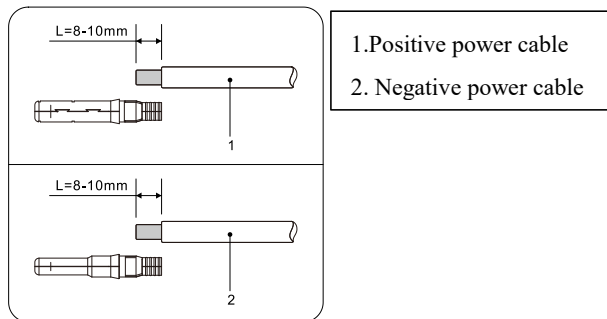 L=8-10mm
1
L=8-10mm
2
1.Positive power cable
2. Negative power cable